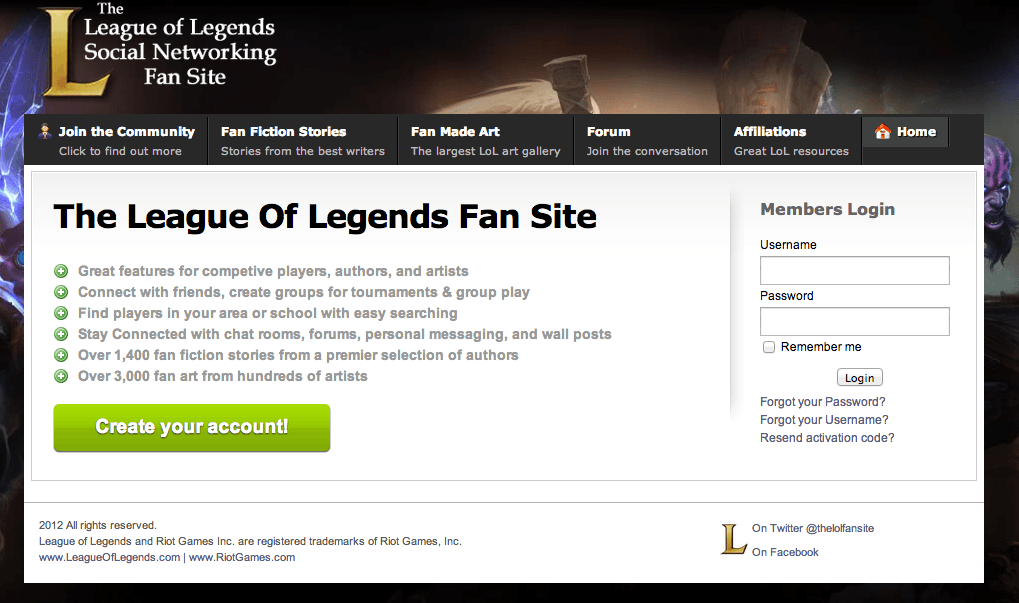 The
League of Legends
Social Networking
Fan Site
Join the Community
Click to find out more
Fan Fiction Stories
Stories from the best writers
Fan Made Art
The largest LoL art gallery
Forum
Join the conversation
Affiliations
Great LoL resources
Home
The League Of Legends Fan Site
Great features for competive players, authors, and artists
Connect with friends, create groups for tournaments & group play
Find players in your area or school with easy searching
Stay Connected with chat rooms, forums, personal messaging, and wall posts
Over 1,400 fan fiction stories from a premier selection of authors
Over 3,000 fan art from hundreds of artists
Create your account!
Members Login
Username
Password
Remember me
Login
Forgot your Password?
Forgot your Username?
Resend activation code?
2012 All rights reserved.
League of Legends and Riot Games Inc. are registered trademarks of Riot Games, Inc.
www.LeagueOfLegends.com | www.RiotGames.com
On Twitter @thelolfansite
On Facebook